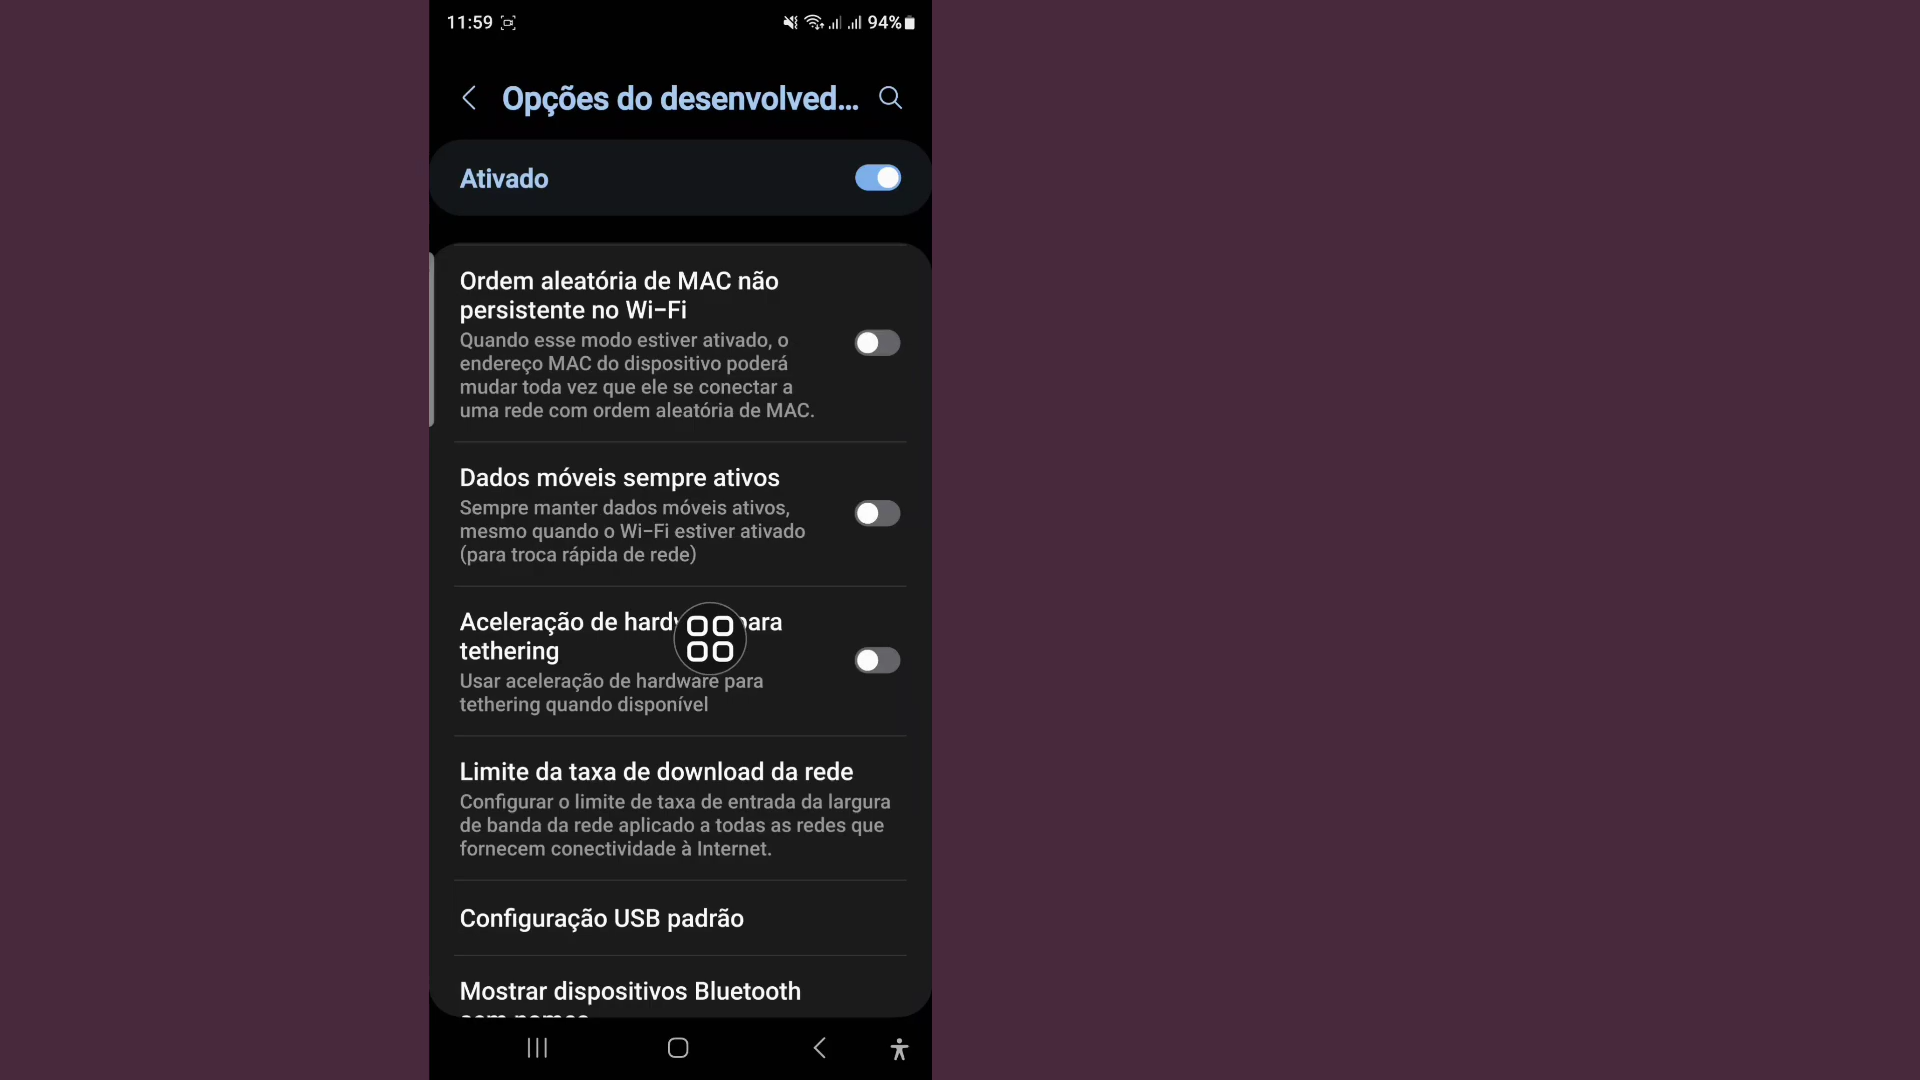 11:59
94%
Opções do desenvolved...
Ativado
Ordem aleatória de MAC não
persistente no Wi-Fi
Quando esse modo estiver ativado, o
endereço MAC do dispositivo poderá
mudar toda vez que ele se conectar a
uma rede com ordem aleatória de MAC.
Dados móveis sempre ativos
Sempre manter dados móveis ativos,
mesmo quando o Wi-Fi estiver ativado
(para troca rápida de rede)
Aceleração de hardw para
tethering
Usar aceleração de hardware para
tethering quando disponível
Limite da taxa de download da rede
Configurar o limite de taxa de entrada da largura
de banda da rede aplicado a todas as redes que
fornecem conectividade à Internet.
Configuração USB padrão
Mostrar dispositivos Bluetooth
sem nomes